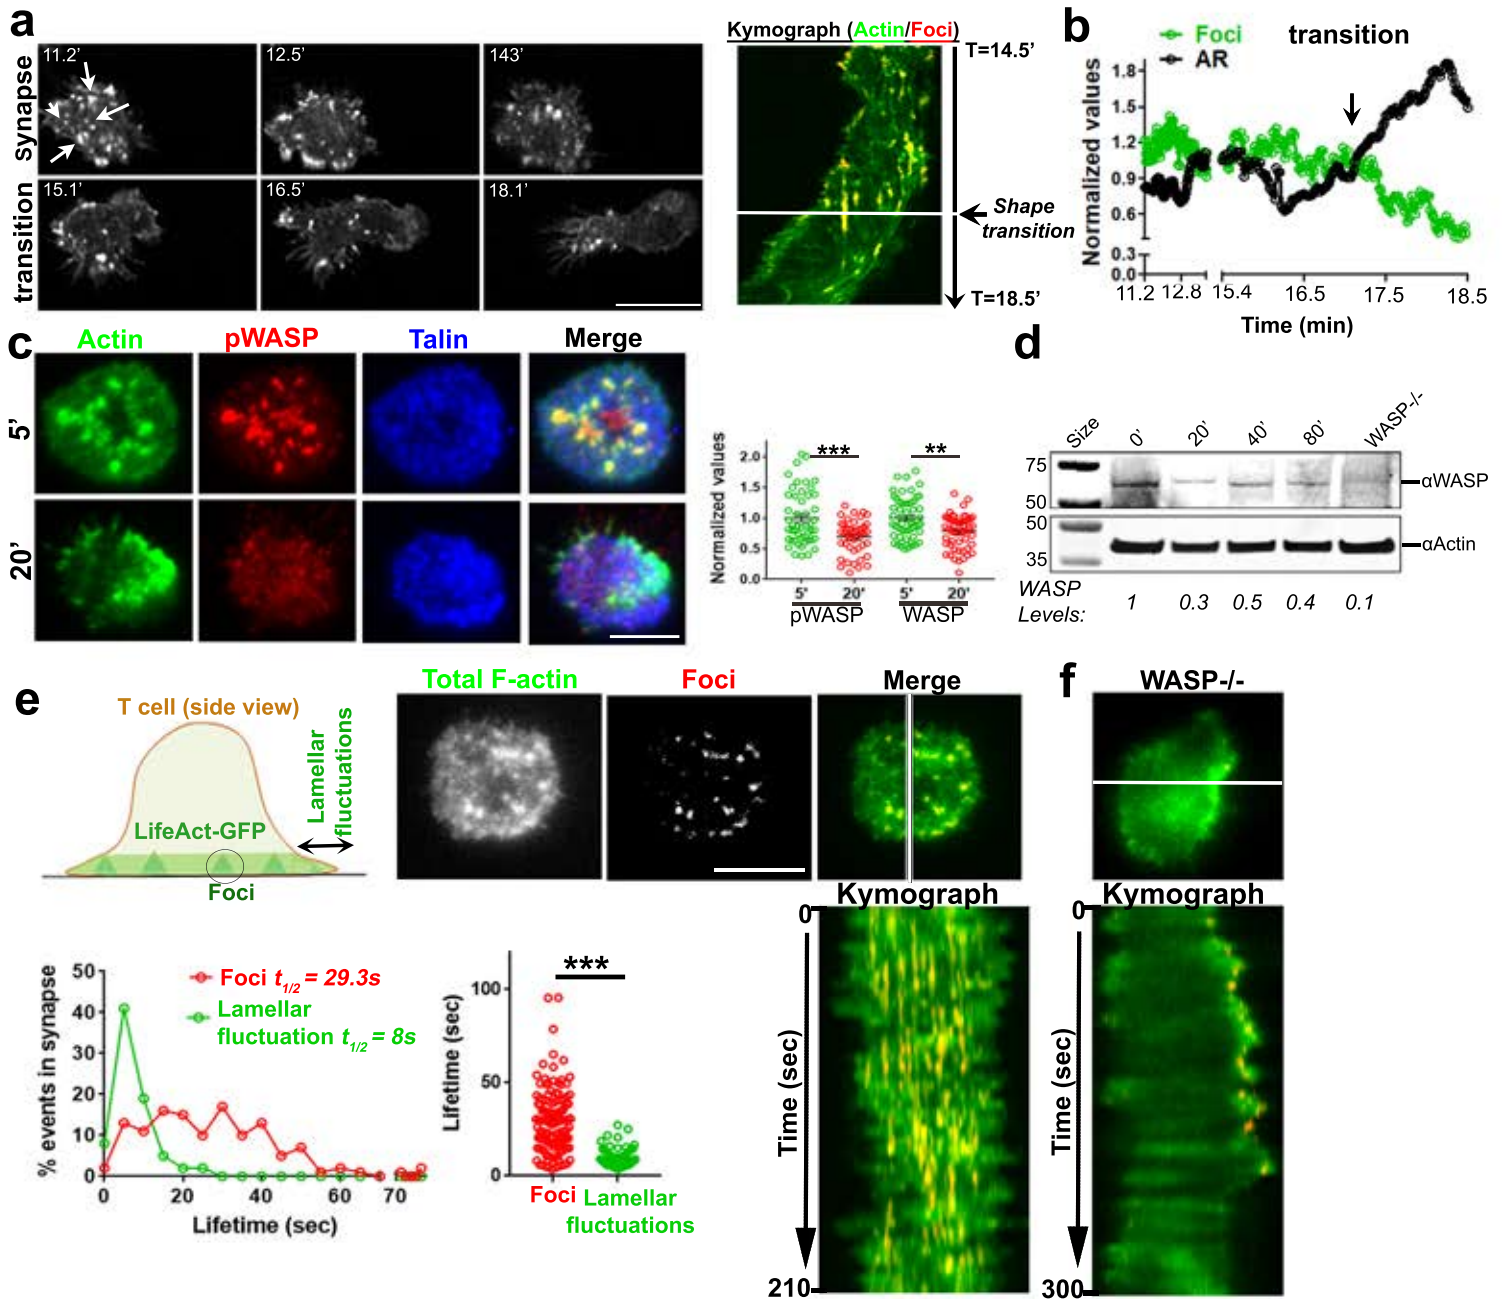 a
Synapse
transition
11.2'
12.5'
143'
15.1'
16.5'
18.1'
Kymograph (Actin/Foci)
T=14.5'
Shape
transition
T=18.5'
b
Foci
AR
transition
Normalized values
1.8
1.5
1.2
0.9
0.6
0.3
0.0
11.2 12.8 15.4 16.5 17.5 18.5
Time (min)
c
Actin
pWASP
Talin
Merge
5'
20'
Normalized values
2.0
1.5
1.0
0.5
0.0
***
**
5' 20' 5' 20'
pWASP WASP
d
Size 0' 20' 40' 80' WASP-/-
75
50
αWASP
50
35
αActin
WASP
Levels: 1 0.3 0.5 0.4 0.1
e
T cell (side view)
Lamellar
fluctuations
LifeAct-GFP
Foci
Total F-actin
Foci
Merge
Kymograph
0
Time (sec)
210
% events in synapse
50
40
30
20
10
0
0 20 40 60 70
Lifetime (sec)
Foci t1/2 = 29.3s
Lamellar
fluctuation t1/2 = 8s
Lifetime (sec)
100
50
0
***
Foci Lamellar
fluctuations
f
WASP-/-
Kymograph
0
Time (sec)
300